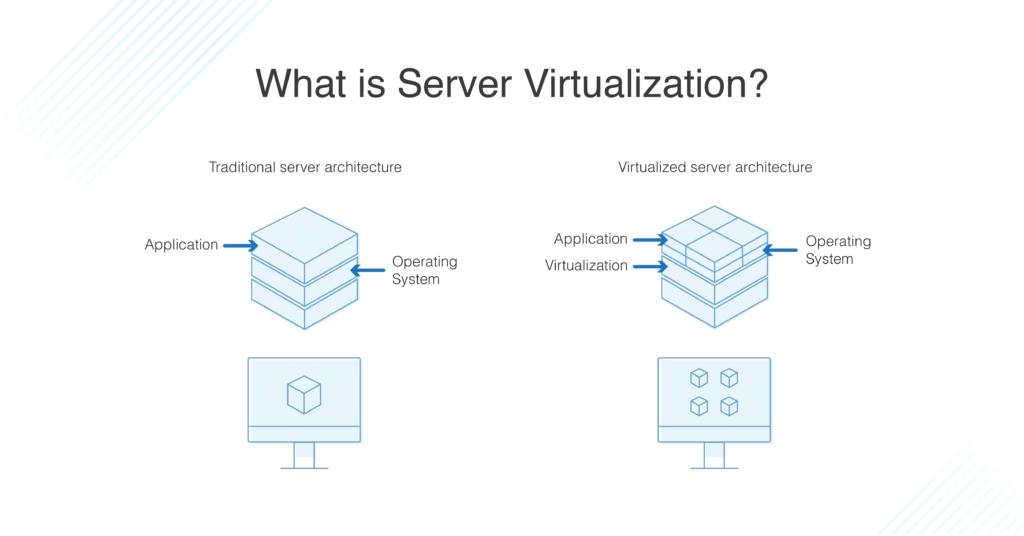 What is Server Virtualization?
Traditional server architecture
Application
Operating
System
Virtualized server architecture
Application
Virtualization
Operating
System